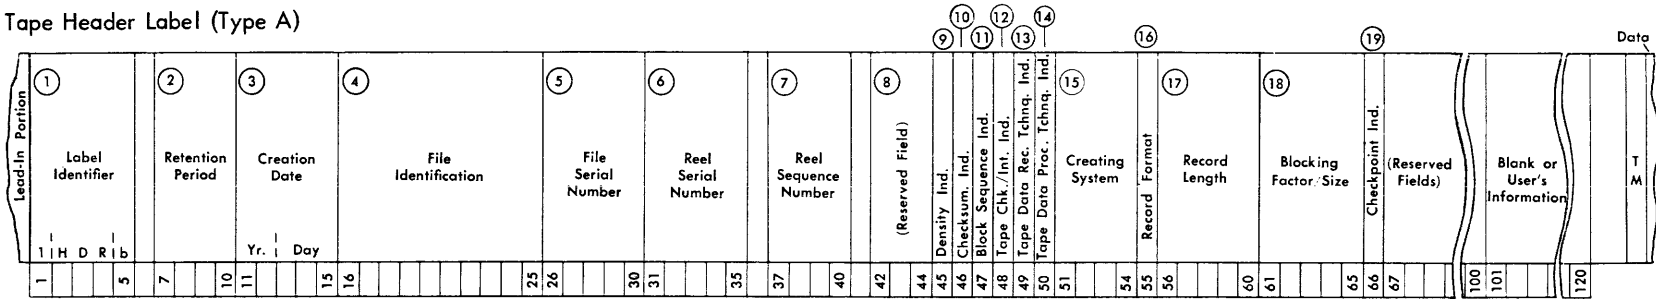 Tape Header Label (Type A)
9 10 11 12 13 14 16 19
Data
Lead-In Portion
1
Label
Identifier
1 H D R b
2
Retention
Period
3
Creation
Date
Yr. Day
4
File
Identification
5
File
Serial
Number
6
Reel
Serial
Number
7
Reel
Sequence
Number
8
(Reserved Field)
Density Ind.
Checksum. Ind.
Block Sequence Ind.
Tape Chk./Int. Ind.
Tape Data Rec. Tchnq. Ind.
Tape Data Proc. Tchnq. Ind.
15
Creating
System
Record Format
17
Record
Length
18
Blocking
Factor/Size
Checkpoint Ind.
(Reserved
Fields)
Blank or
User's
Information
T
M
1 5 7 10 11 15 16 25 26 30 31 35 37 40 42 44 45 46 47 48 49 50 51 54 55 56 60 61 65 66 67 100 101 120